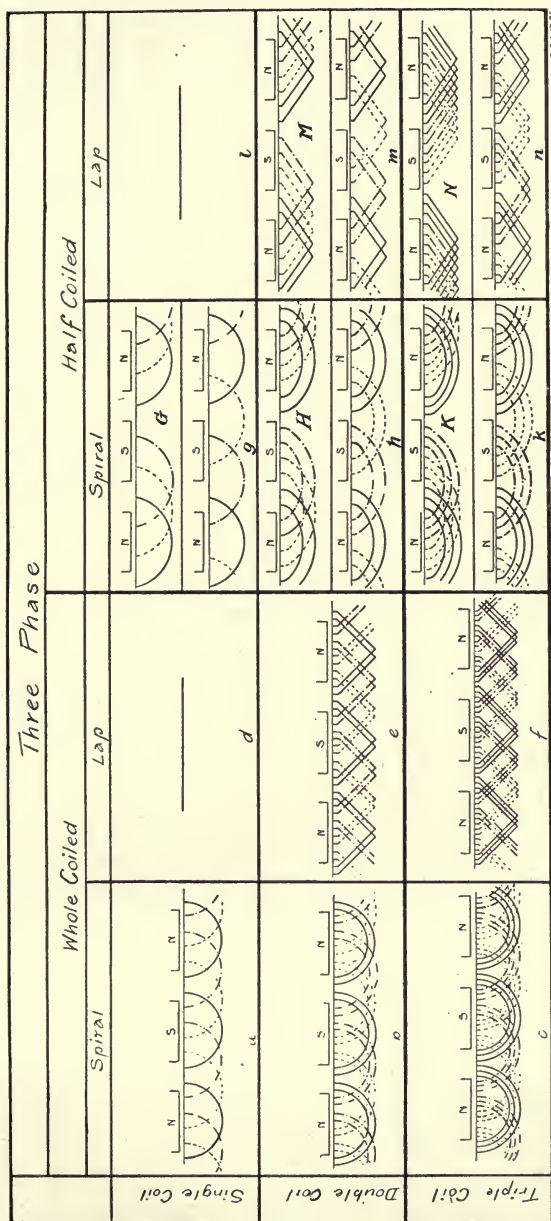 Three Phase
Whole Coiled
Half Coiled
Spiral
Lap
Spiral
Lap
Single Coil
N S N
a
d
N S N
G
N S N
g
l
Double Coil
N S N
b
N S N
e
N S N
H
N S N
h
N S N
M
N S N
m
Triple Coil
N S N
c
N S N
f
N S N
K
N S N
k
N S N
N
N S N
n